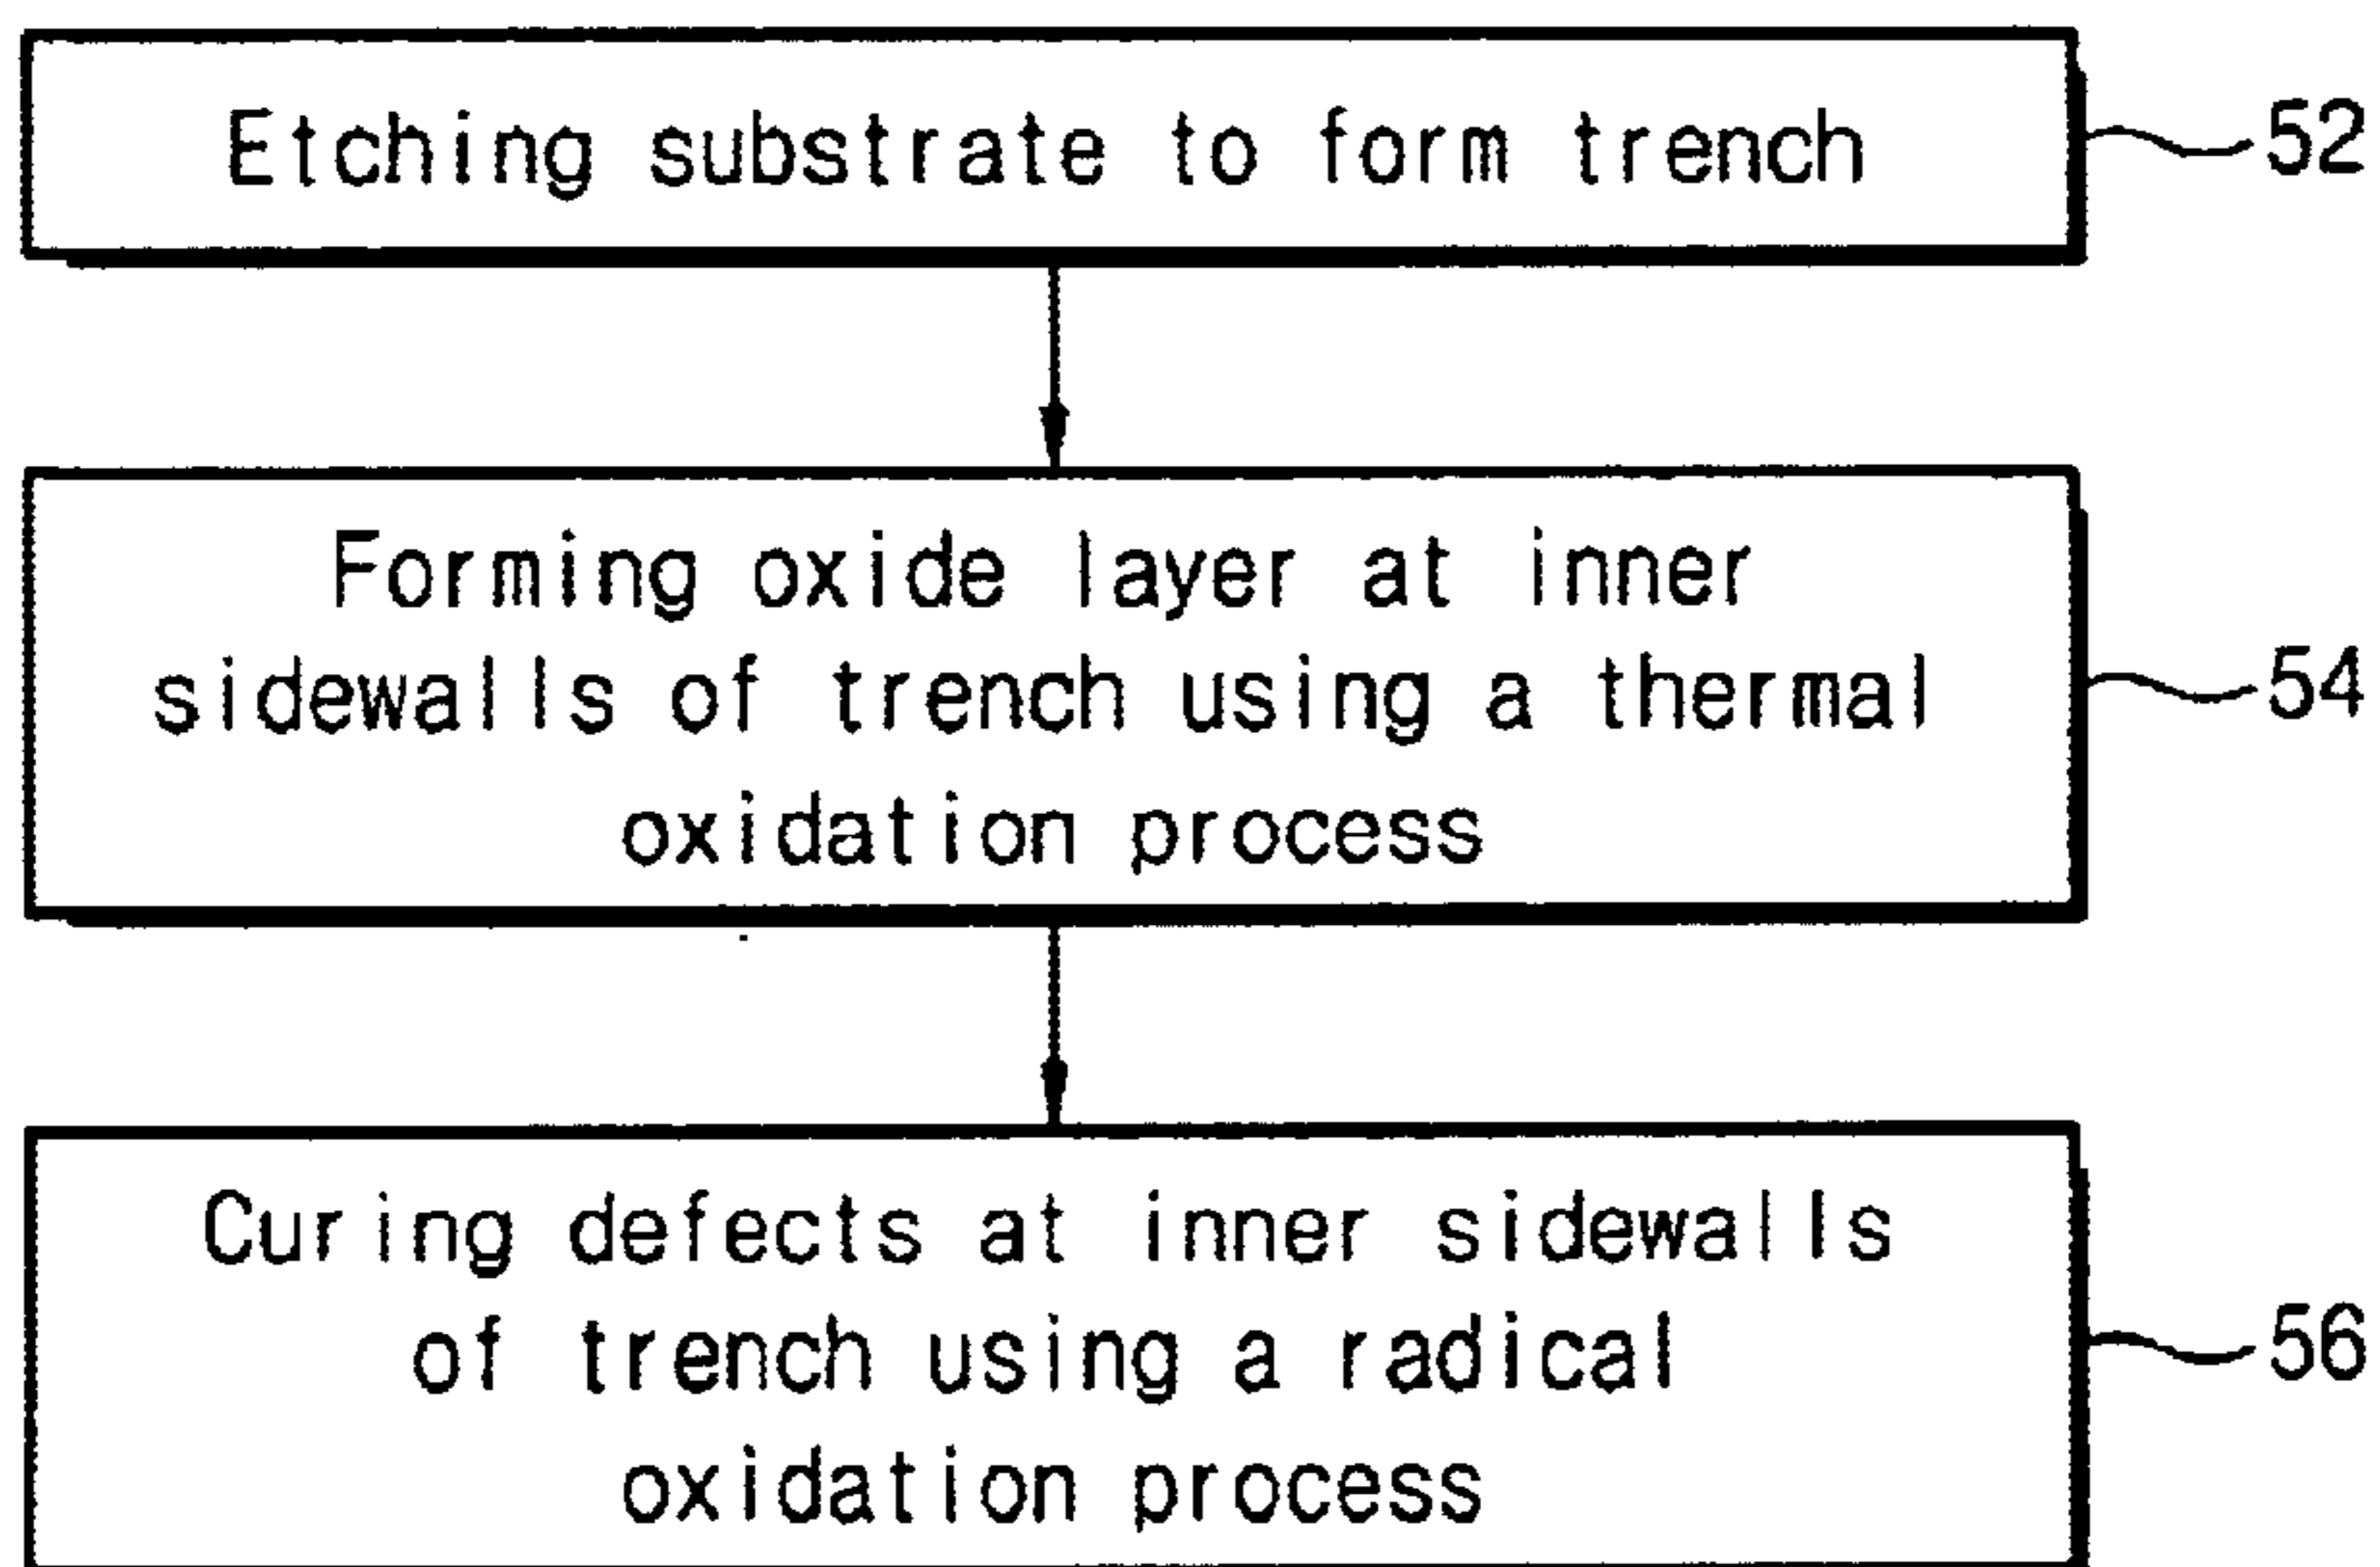 Etching substrate to form trench
52
Forming oxide layer at inner
sidewalls of trench using a thermal
oxidation process
54
Curing defects at inner sidewalls
of trench using a radical
oxidation process
56